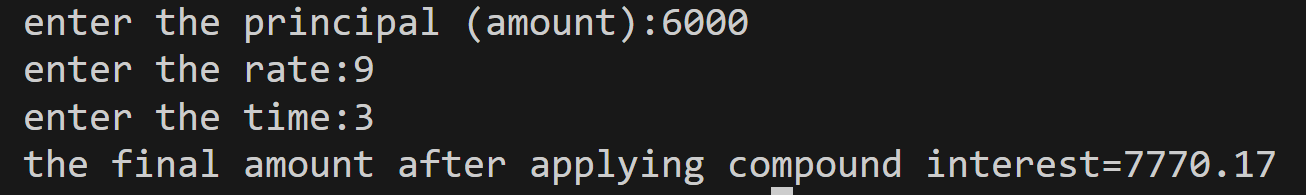 enter the principal (amount):6000
enter the rate:9
enter the time:3
the final amount after applying compound interest=7770.17